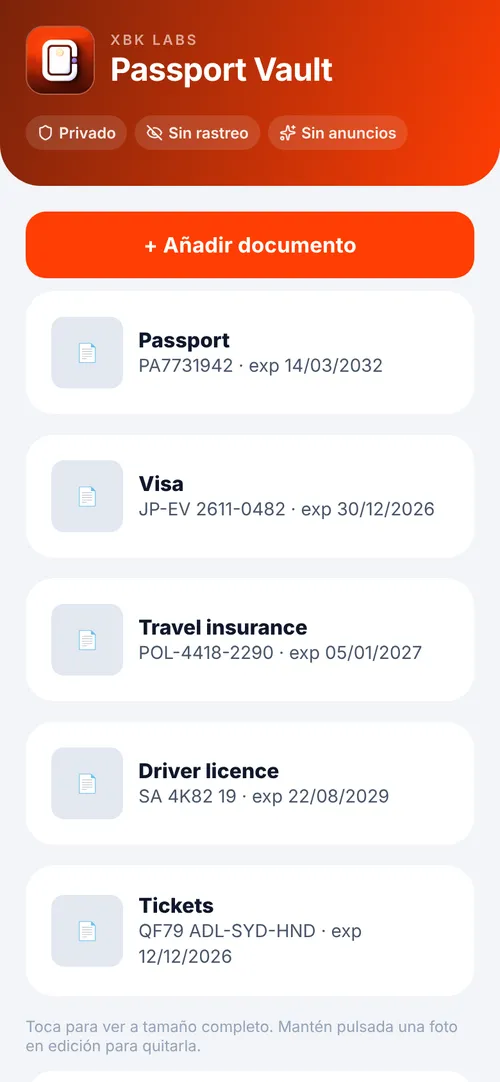 XBK LABS
Passport Vault
Privado
Sin rastreo
Sin anuncios
+ Añadir documento
Passport
PA7731942 · exp 14/03/2032
Visa
JP-EV 2611-0482 · exp 30/12/2026
Travel insurance
POL-4418-2290 · exp 05/01/2027
Driver licence
SA 4K82 19 · exp 22/08/2029
Tickets
QF79 ADL-SYD-HND · exp
12/12/2026
Toca para ver a tamaño completo. Mantén pulsada una foto
en edición para quitarla.